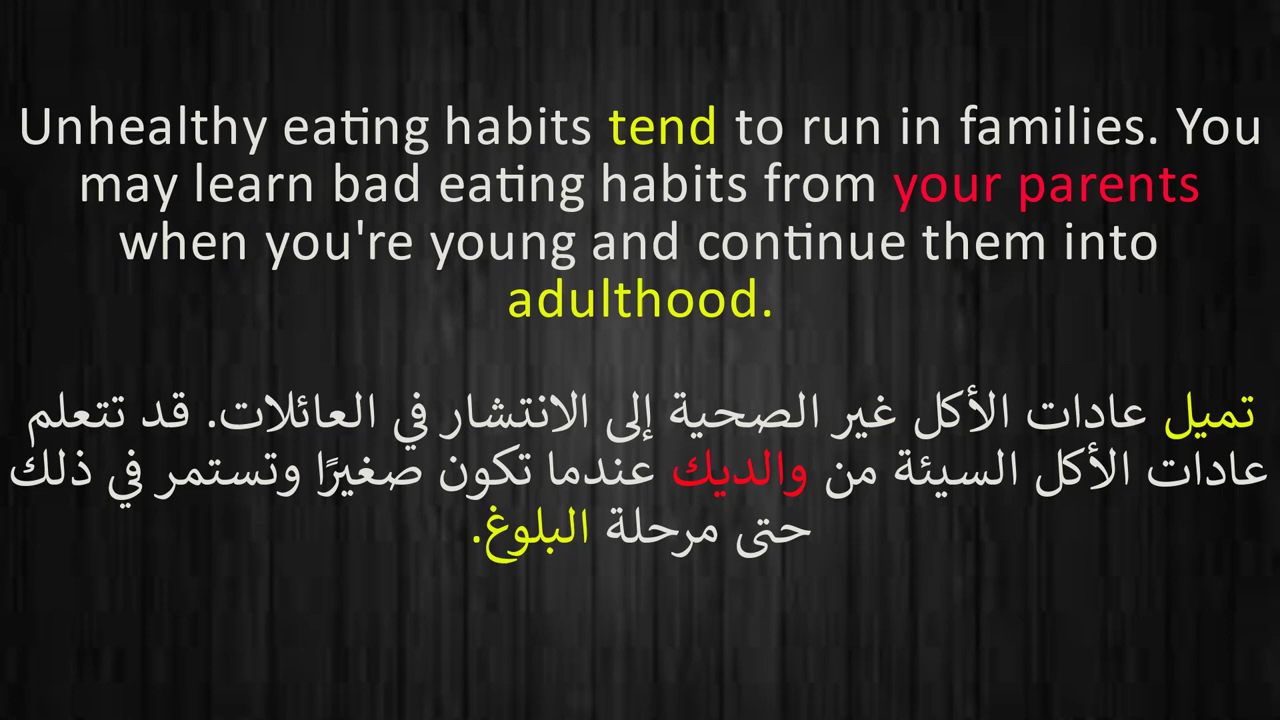 Unhealthy eating habits tend to run in families. You
may learn bad eating habits from your parents
when you're young and continue them into
adulthood.
تميل عادات الأكل غير الصحية إلى الانتشار في العائلات. قد تتعلم
عادات الأكل السيئة من والديك عندما تكون صغيرًا وتستمر في ذلك
حتى مرحلة البلوغ.